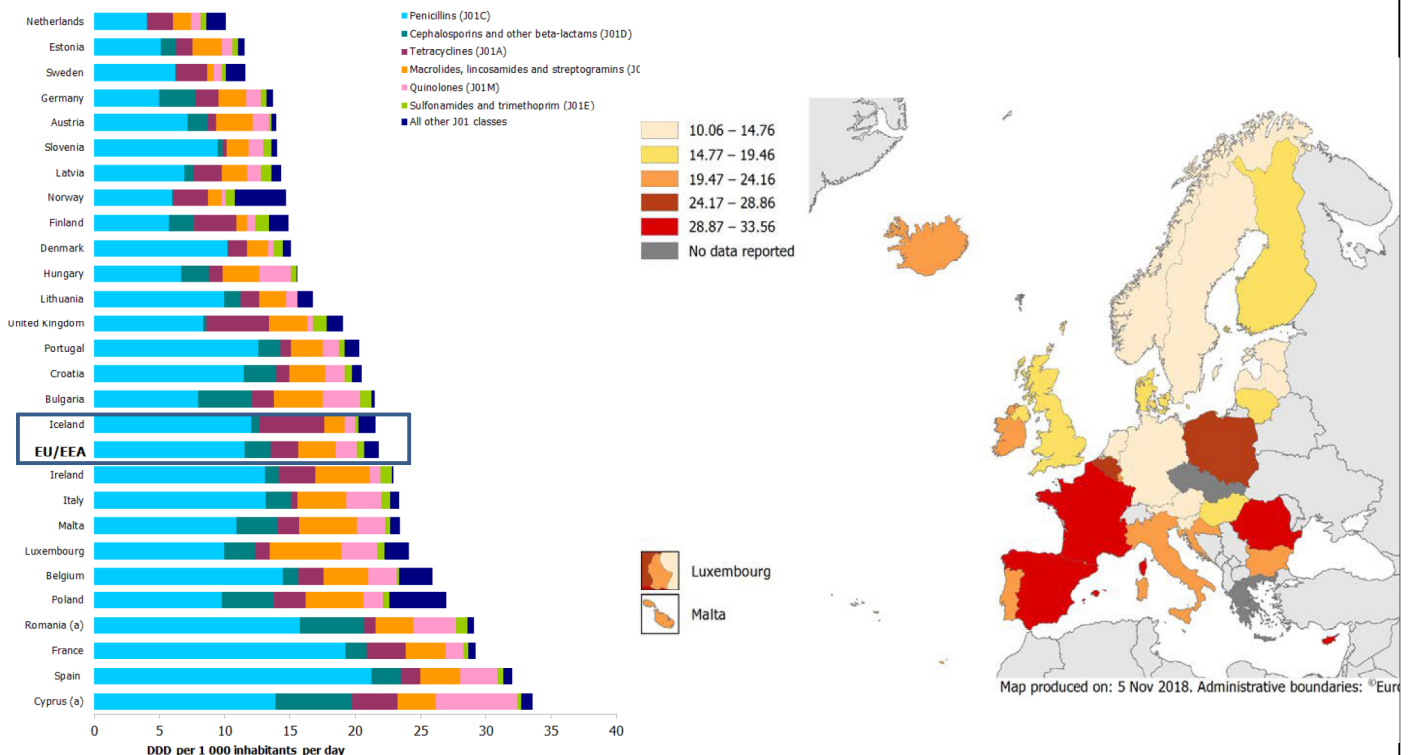 Netherlands
Estonia
Sweden
Germany
Austria
Slovenia
Latvia
Norway
Finland
Denmark
Hungary
Lithuania
United Kingdom
Portugal
Croatia
Bulgaria
Iceland
EU/EEA
Ireland
Italy
Malta
Luxembourg
Belgium
Poland
Romania (a)
France
Spain
Cyprus (a)
0 5 10 15 20 25 30 35 40
DDD per 1 000 inhabitants per day
Penicillins (J01C)
Cephalosporins and other beta-lactams (J01D)
Tetracyclines (J01A)
Macrolides, lincosamides and streptogramins (J0
Quinolones (J01M)
Sulfonamides and trimethoprim (J01E)
All other J01 classes
10.06 – 14.76
14.77 – 19.46
19.47 – 24.16
24.17 – 28.86
28.87 – 33.56
No data reported
Luxembourg
Malta
Map produced on: 5 Nov 2018. Administrative boundaries: ©Euro